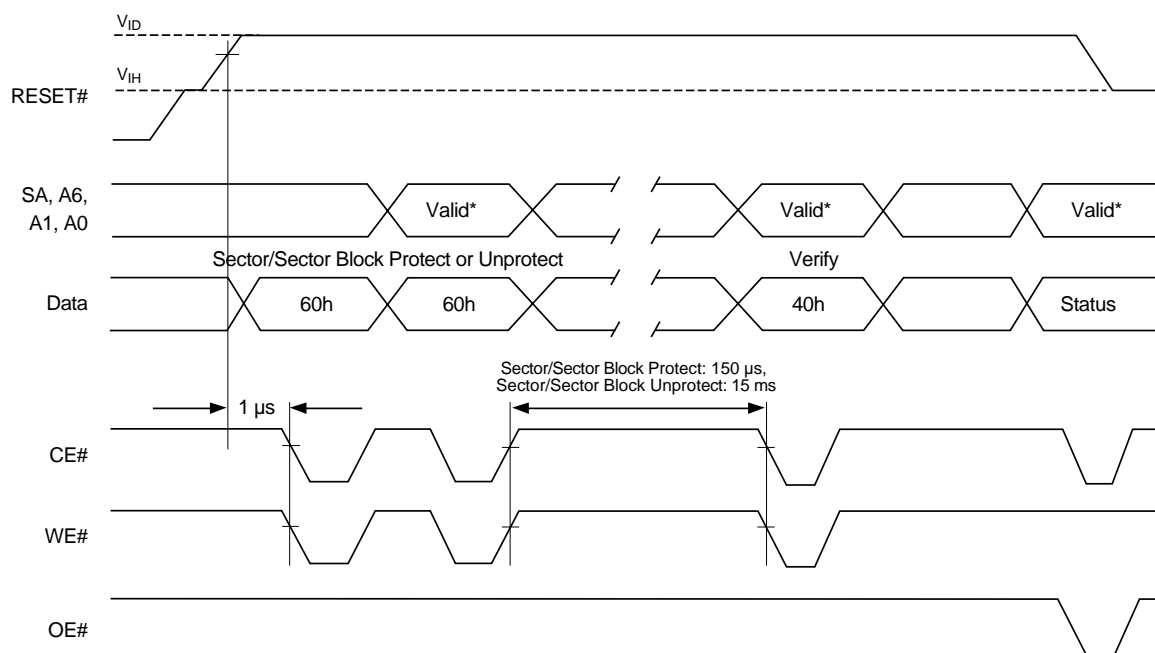 VID
VIH
RESET#
SA, A6,
A1, A0
Valid*
Valid*
Valid*
Sector/Sector Block Protect or Unprotect
Verify
Data
60h
60h
40h
Status
Sector/Sector Block Protect: 150 µs,
Sector/Sector Block Unprotect: 15 ms
1 µs
CE#
WE#
OE#